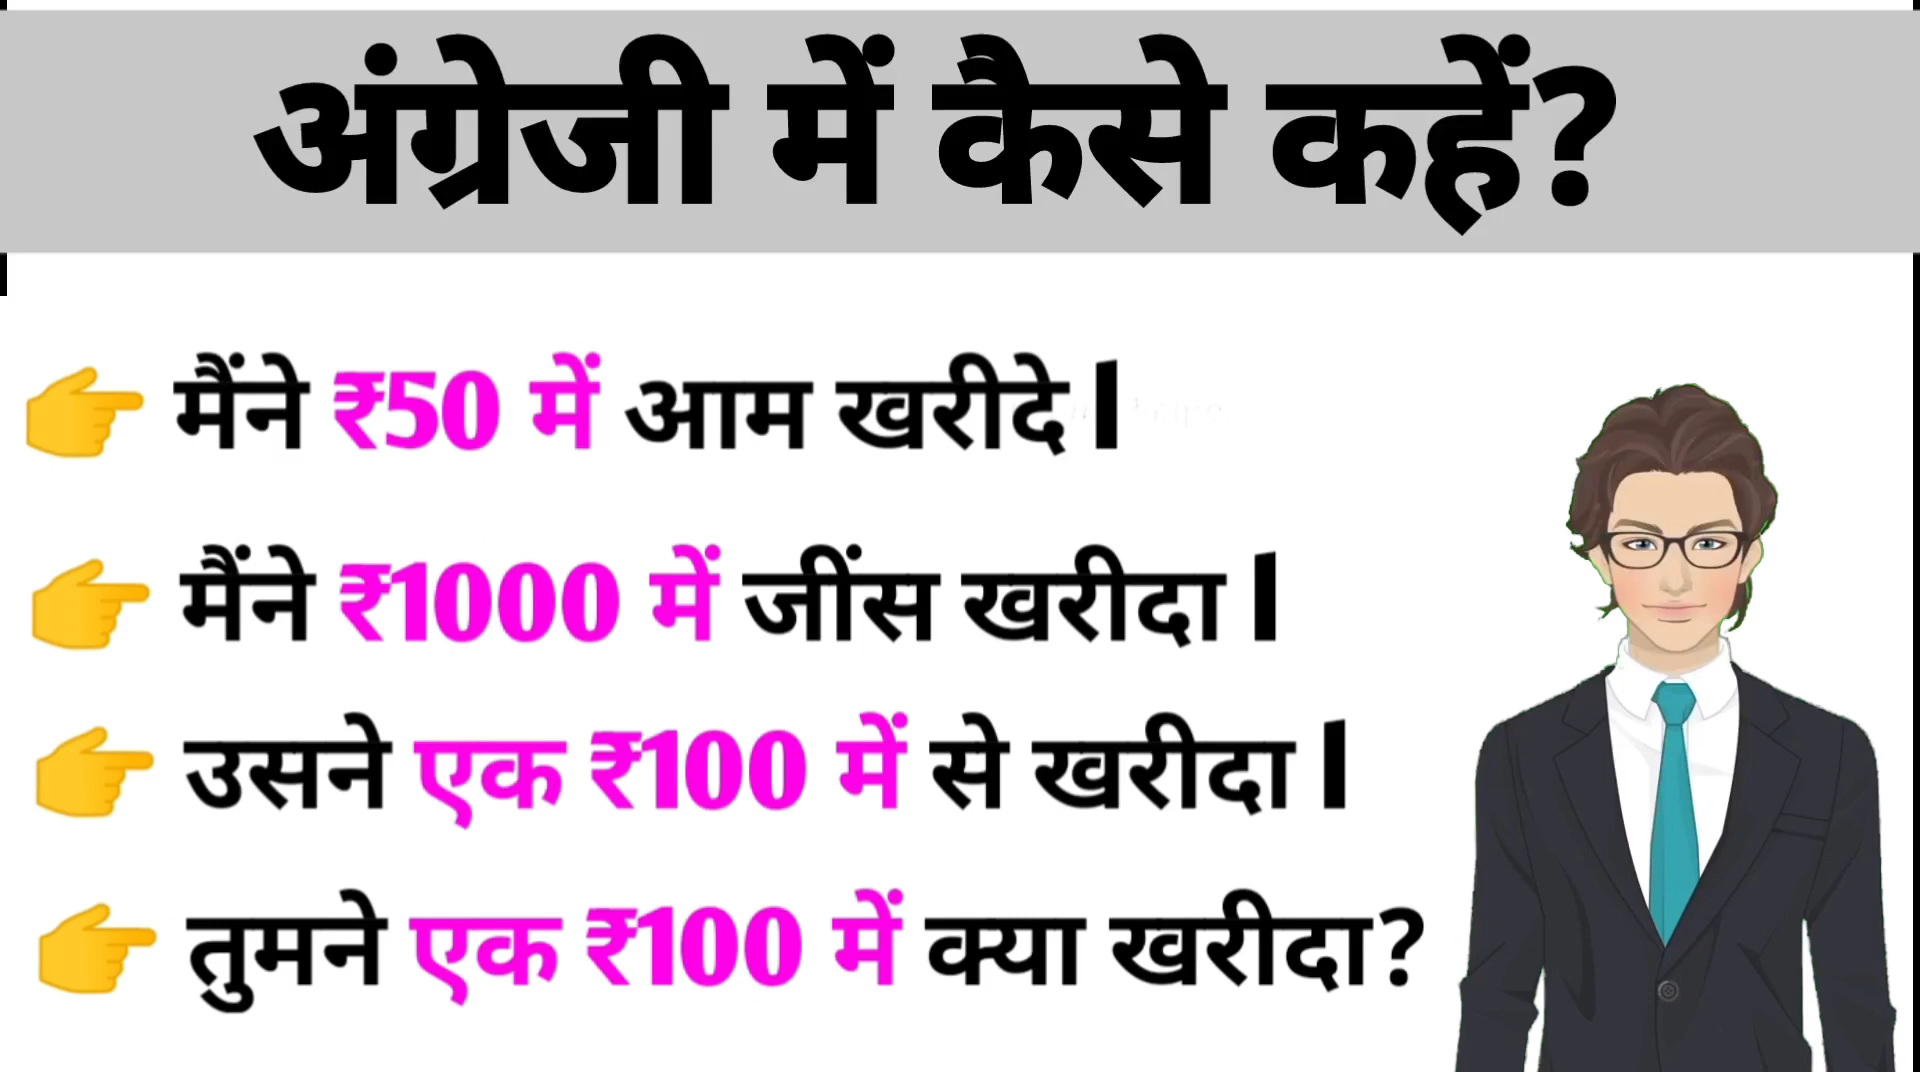 अंग्रेजी में कैसे कहें?
👉 मैंने ₹50 में आम खरीदे।
👉 मैंने ₹1000 में जींस खरीदा।
👉 उसने एक ₹100 में से खरीदा।
👉 तुमने एक ₹100 में क्या खरीदा?